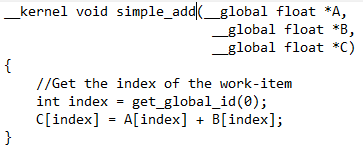 __kernel void simple_add(__global float *A,
                         __global float *B,
                         __global float *C)
{
    //Get the index of the work-item
    int index = get_global_id(0);
    C[index] = A[index] + B[index];
}